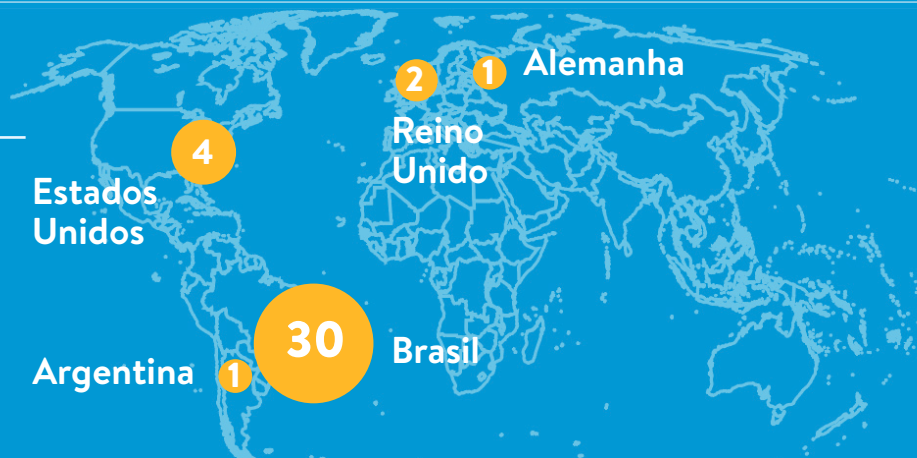 1
Alemanha
2
Reino
Unido
4
Estados
Unidos
30
Brasil
Argentina
1